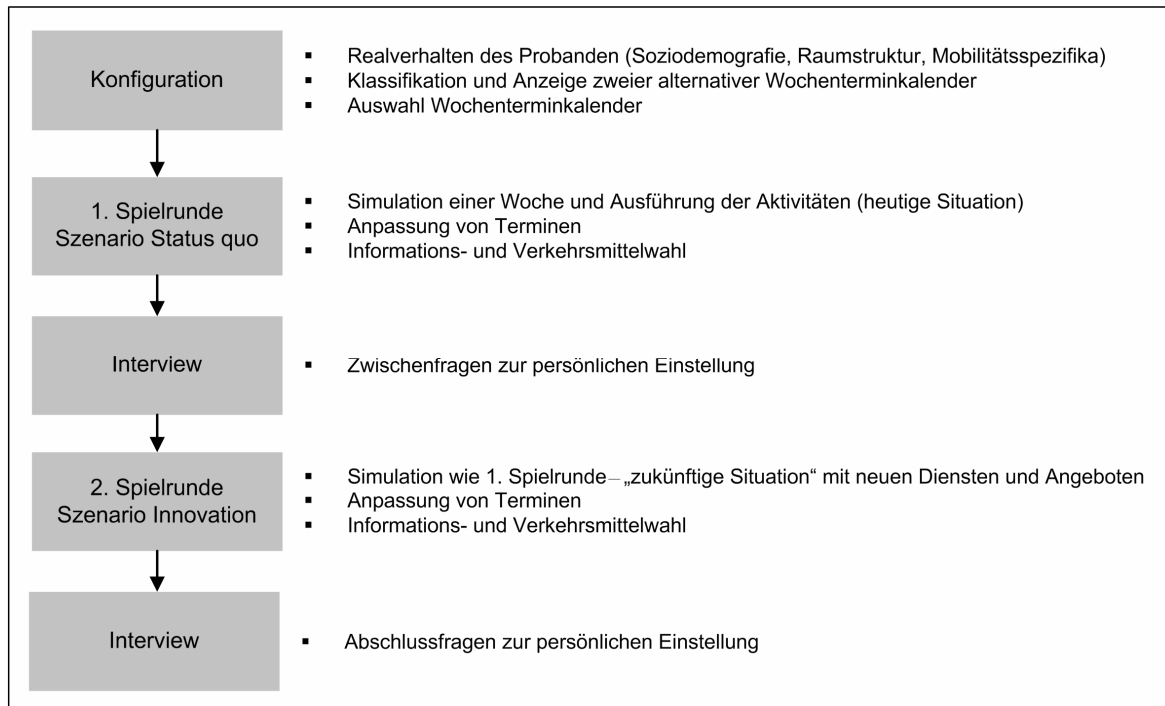 Konfiguration
▪ Realverhalten des Probanden (Soziodemografie, Raumstruktur, Mobilitätsspezifika)
▪ Klassifikation und Anzeige zweier alternativer Wochenterminkalender
▪ Auswahl Wochenterminkalender
1. Spielrunde
Szenario Status quo
▪ Simulation einer Woche und Ausführung der Aktivitäten (heutige Situation)
▪ Anpassung von Terminen
▪ Informations- und Verkehrsmittelwahl
Interview
▪ Zwischenfragen zur persönlichen Einstellung
2. Spielrunde
Szenario Innovation
▪ Simulation wie 1. Spielrunde – „zukünftige Situation“ mit neuen Diensten und Angeboten
▪ Anpassung von Terminen
▪ Informations- und Verkehrsmittelwahl
Interview
▪ Abschlussfragen zur persönlichen Einstellung